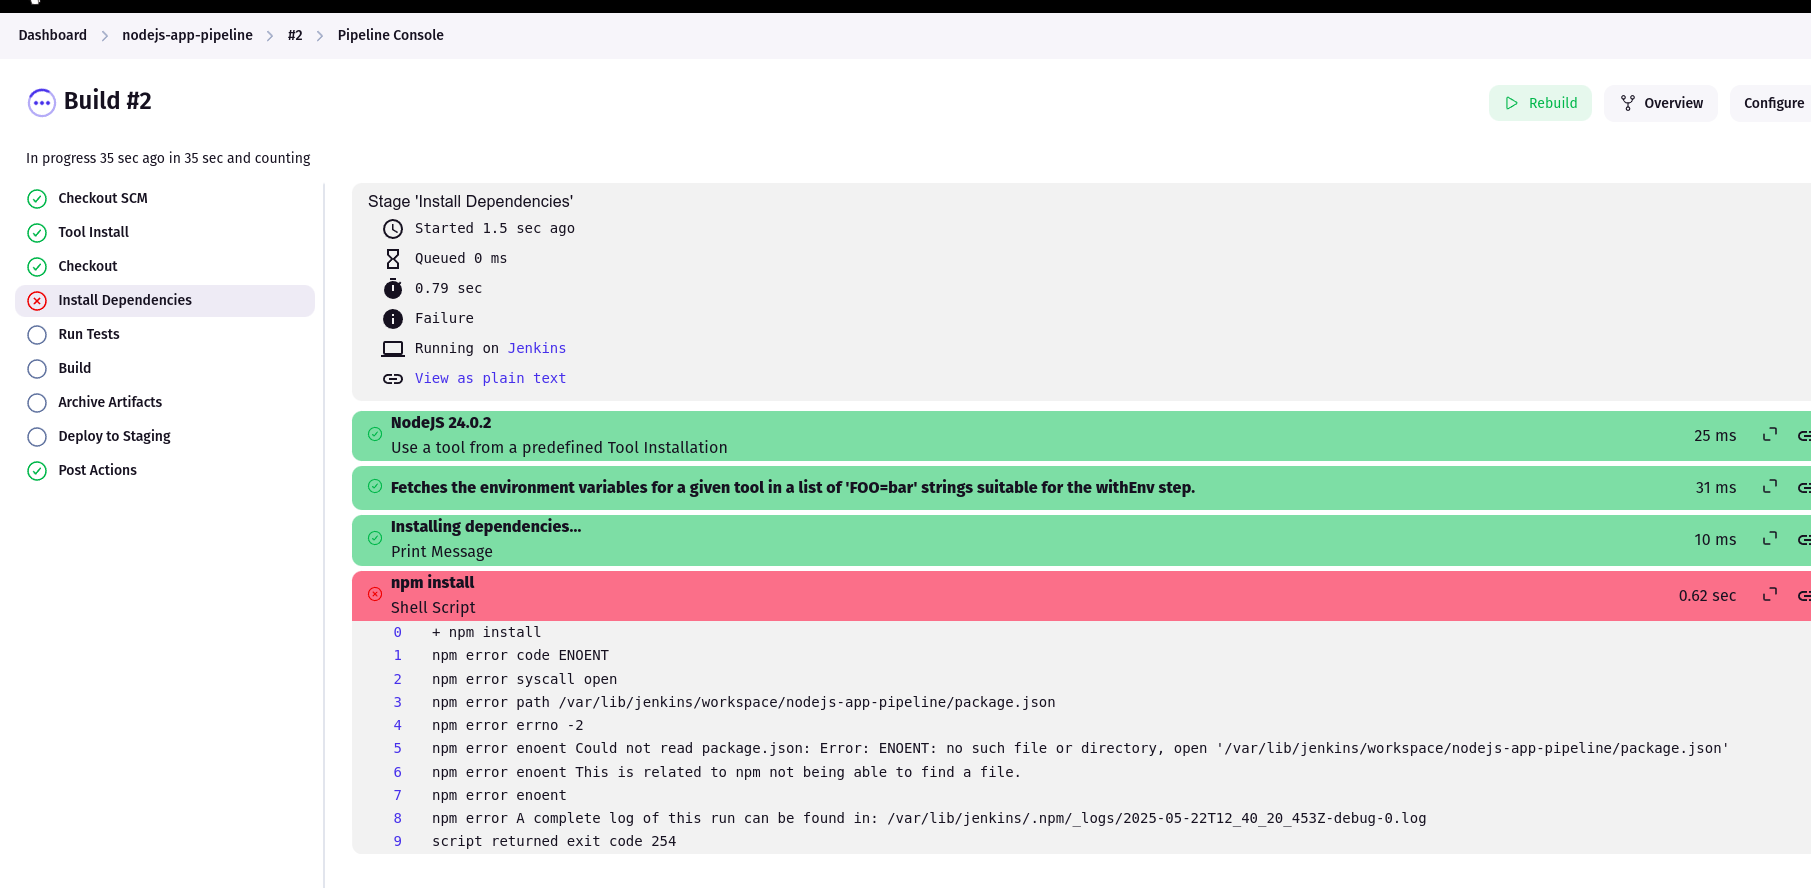 Dashboard > nodejs-app-pipeline > #2 > Pipeline Console
Build #2
Rebuild
Overview
Configure
In progress 35 sec ago in 35 sec and counting
Checkout SCM
Tool Install
Checkout
Install Dependencies
Run Tests
Build
Archive Artifacts
Deploy to Staging
Post Actions
Stage 'Install Dependencies'
Started 1.5 sec ago
Queued 0 ms
0.79 sec
Failure
Running on Jenkins
View as plain text
NodeJS 24.0.2
Use a tool from a predefined Tool Installation
25 ms
Fetches the environment variables for a given tool in a list of 'FOO=bar' strings suitable for the withEnv step.
31 ms
Installing dependencies...
Print Message
10 ms
npm install
Shell Script
0.62 sec
0 + npm install
1 npm error code ENOENT
2 npm error syscall open
3 npm error path /var/lib/jenkins/workspace/nodejs-app-pipeline/package.json
4 npm error errno -2
5 npm error enoent Could not read package.json: Error: ENOENT: no such file or directory, open '/var/lib/jenkins/workspace/nodejs-app-pipeline/package.json'
6 npm error enoent This is related to npm not being able to find a file.
7 npm error enoent
8 npm error A complete log of this run can be found in: /var/lib/jenkins/.npm/_logs/2025-05-22T12_40_20_453Z-debug-0.log
9 script returned exit code 254